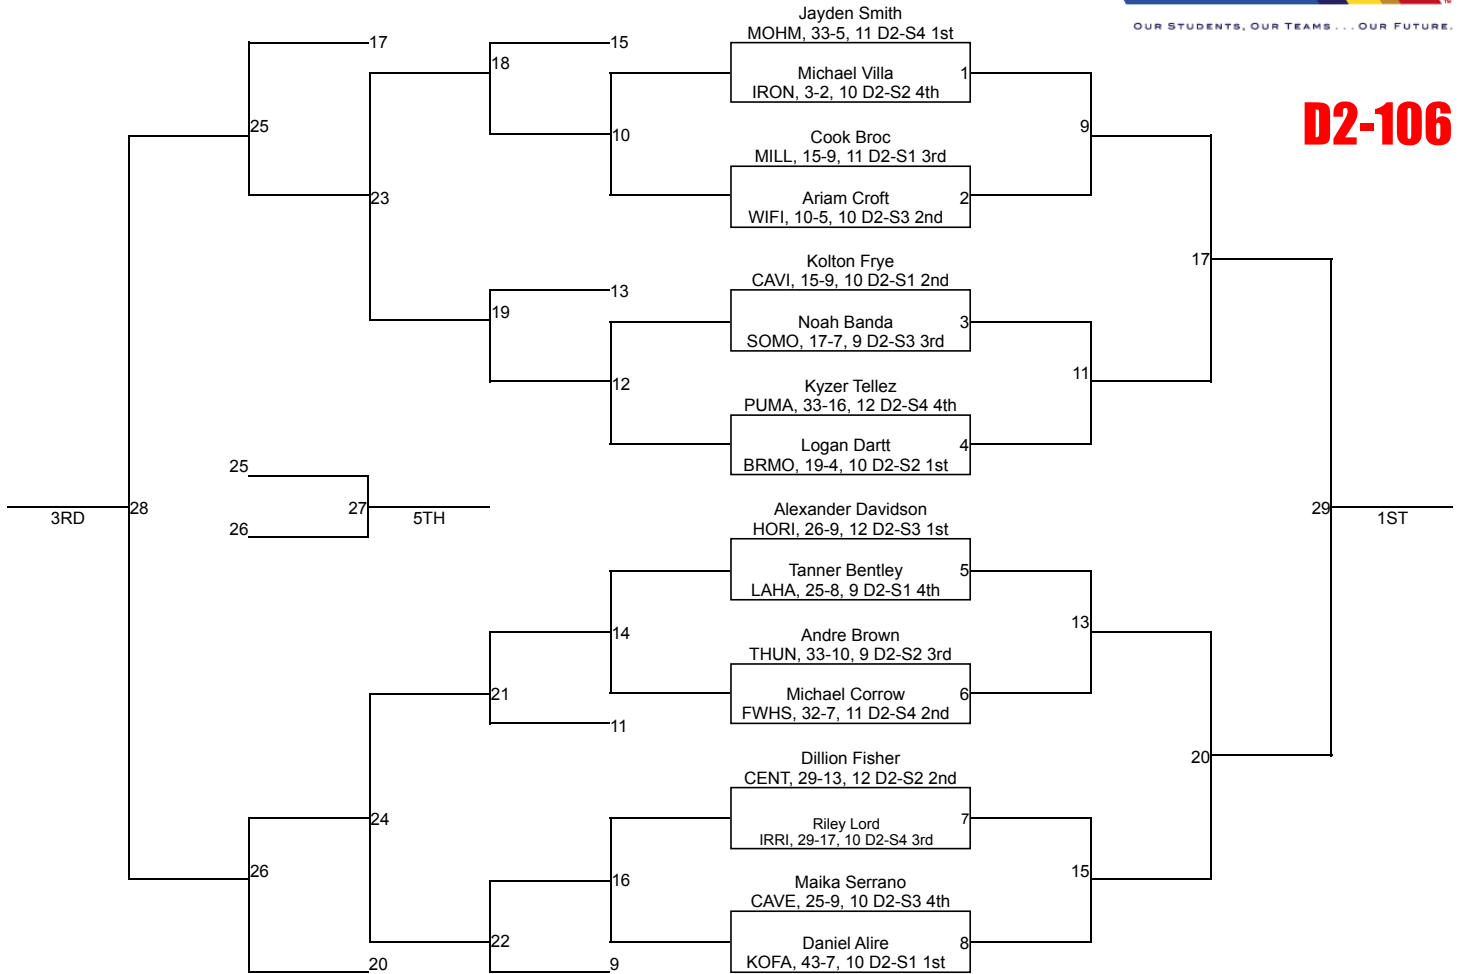 OUR STUDENTS, OUR TEAMS . . . OUR FUTURE.
D2-106
Jayden Smith
MOHM, 33-5, 11 D2-S4 1st
Michael Villa
IRON, 3-2, 10 D2-S2 4th
1
Cook Broc
MILL, 15-9, 11 D2-S1 3rd
Ariam Croft
WIFI, 10-5, 10 D2-S3 2nd
2
Kolton Frye
CAVI, 15-9, 10 D2-S1 2nd
Noah Banda
SOMO, 17-7, 9 D2-S3 3rd
3
Kyzer Tellez
PUMA, 33-16, 12 D2-S4 4th
Logan Dartt
BRMO, 19-4, 10 D2-S2 1st
4
Alexander Davidson
HORI, 26-9, 12 D2-S3 1st
Tanner Bentley
LAHA, 25-8, 9 D2-S1 4th
5
Andre Brown
THUN, 33-10, 9 D2-S2 3rd
Michael Corrow
FWHS, 32-7, 11 D2-S4 2nd
6
Dillion Fisher
CENT, 29-13, 12 D2-S2 2nd
Riley Lord
IRRI, 29-17, 10 D2-S4 3rd
7
Maika Serrano
CAVE, 25-9, 10 D2-S3 4th
Daniel Alire
KOFA, 43-7, 10 D2-S1 1st
8
9
11
13
15
17
20
29
1ST
15
10
13
12
14
11
16
9
18
19
21
22
17
23
24
20
25
26
25
26
27
5TH
28
3RD